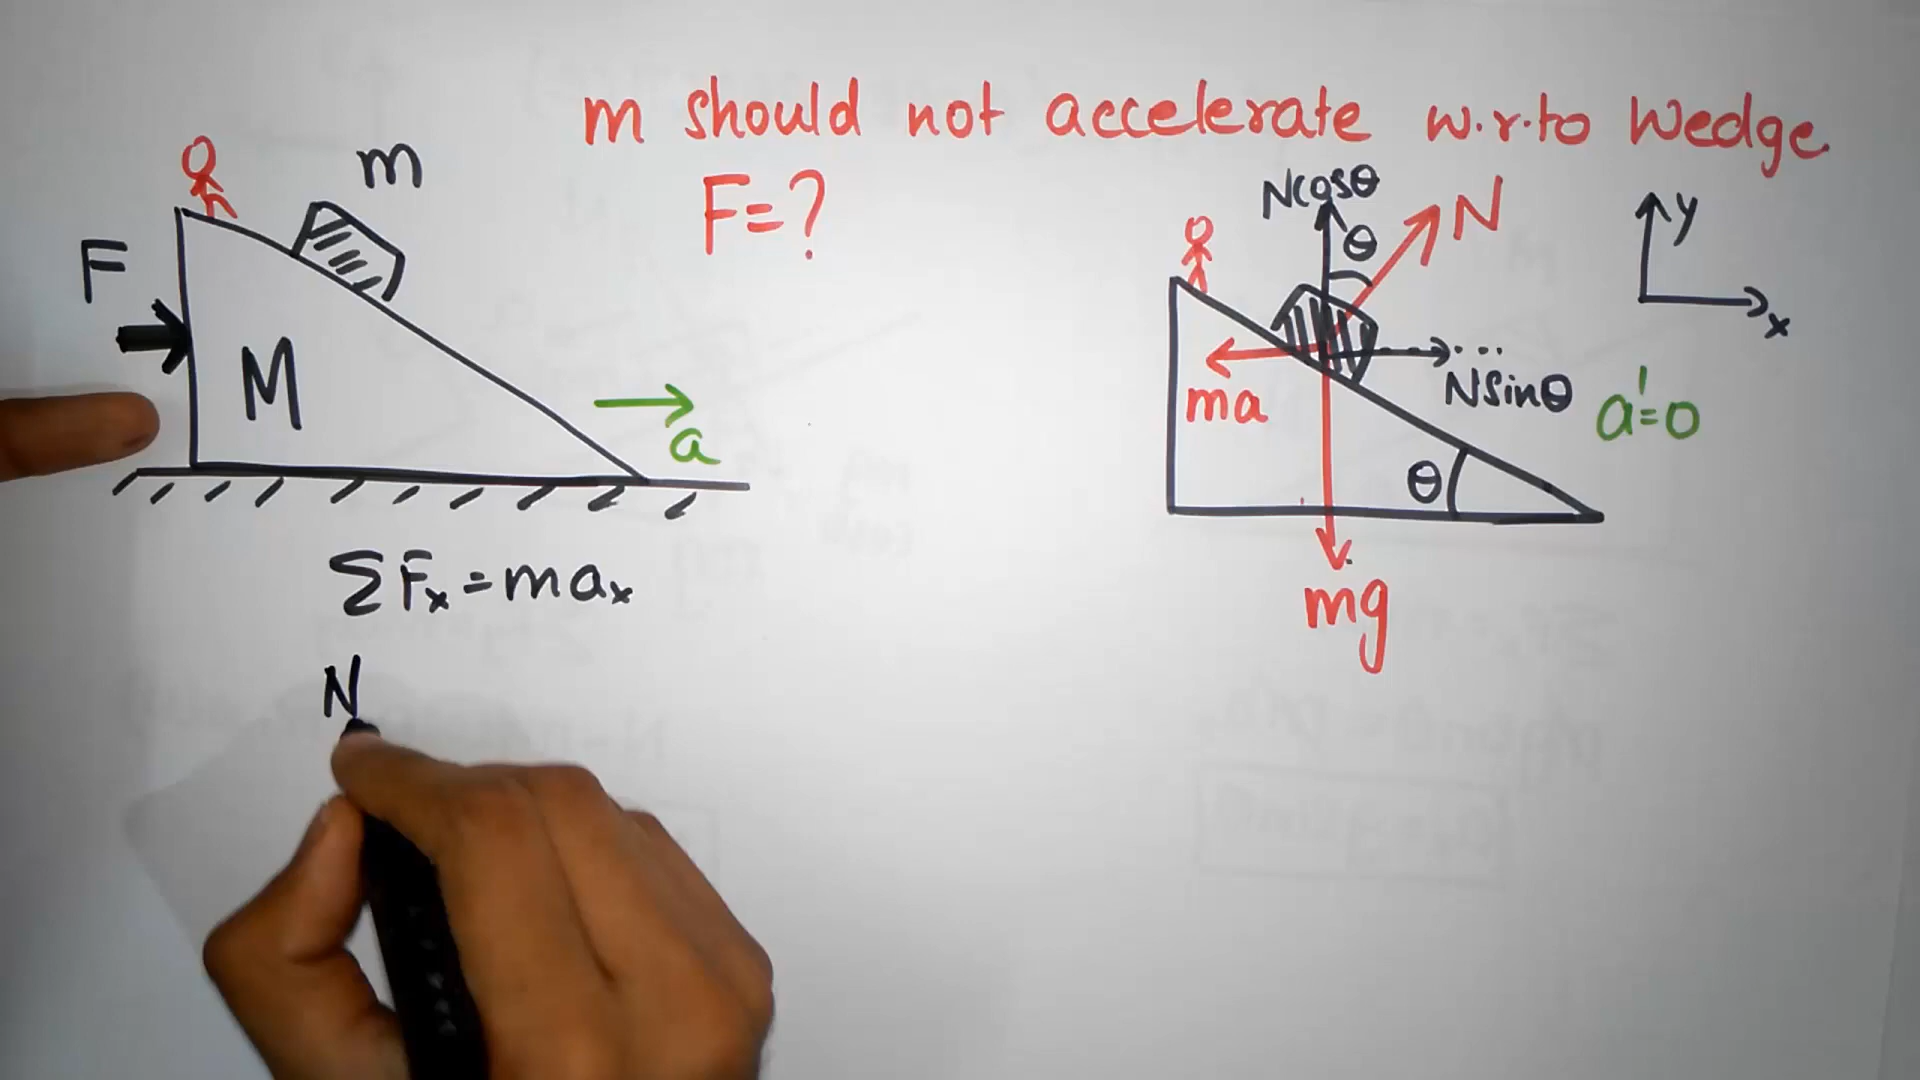 m should not accelerate w.r.to Wedge
F=?
m
F
M
a
ΣFx=max
N
Ncosθ
θ
N
y
x
ma
Nsinθ
a'=0
θ
mg